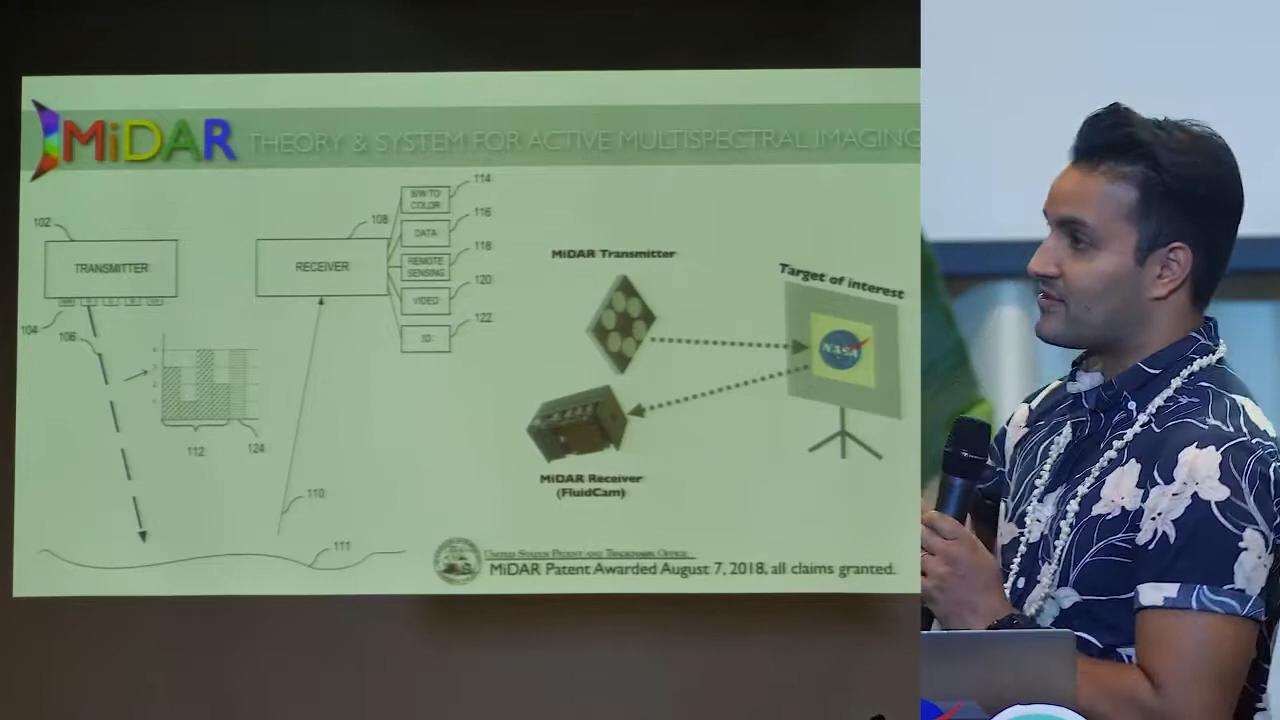 MiDAR THEORY & SYSTEM FOR ACTIVE MULTISPECTRAL IMAGING
114
B/W TO
COLOR
116
DATA
118
REMOTE
SENSING
120
VIDEO
122
3D
102
TRANSMITTER
108
RECEIVER
104
106
112
124
110
111
MiDAR Transmitter
Target of interest
NASA
MiDAR Receiver
(FluidCam)
UNITED STATES PATENT AND TRADEMARK OFFICE
MiDAR Patent Awarded August 7, 2018, all claims granted.